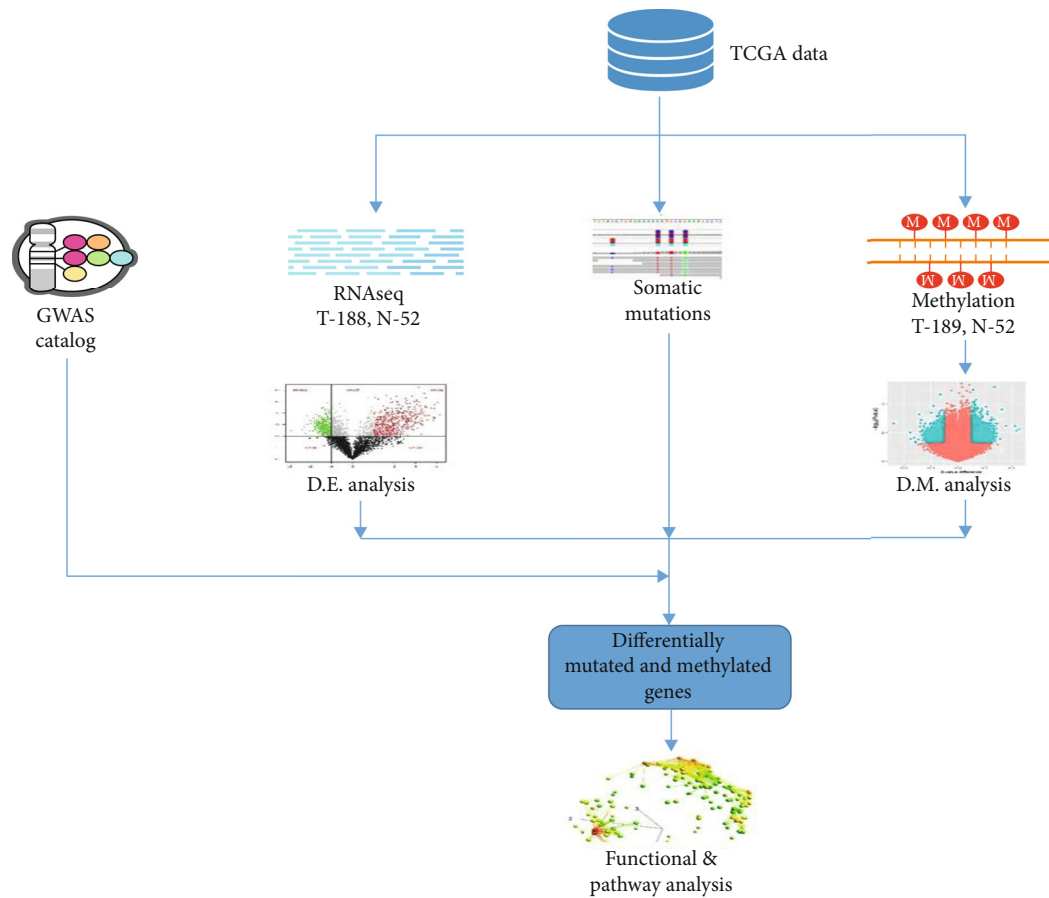 TCGA data
GWAS
catalog
RNAseq
T-188, N-52
Somatic
mutations
M M M M
M M M
Methylation
T-189, N-52
D.E. analysis
D.M. analysis
Differentially
mutated and methylated
genes
Functional &
pathway analysis